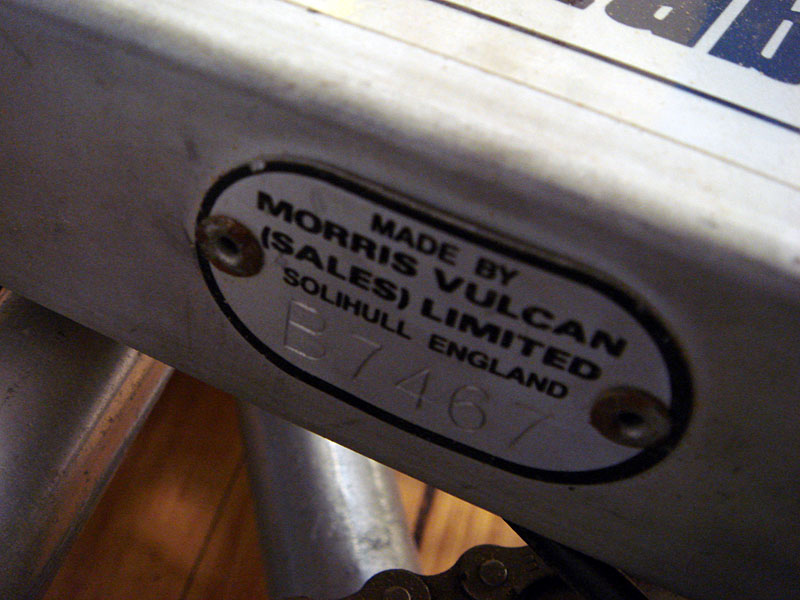 MADE BY
MORRIS VULCAN
(SALES) LIMITED
SOLIHULL ENGLAND
B7467